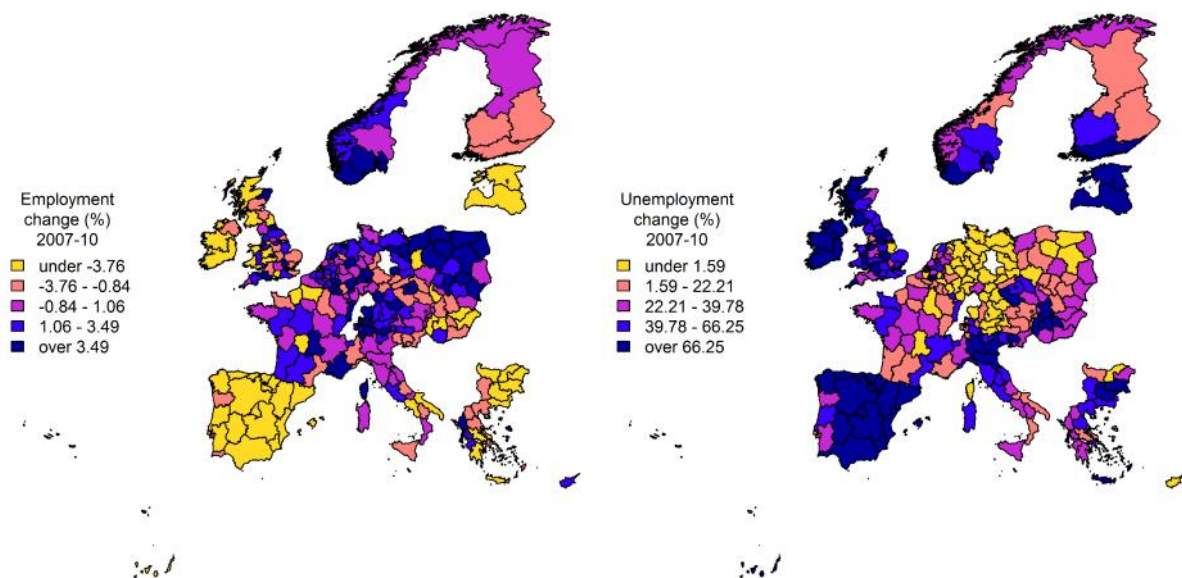 Employment
change (%)
2007-10
under -3.76
-3.76 - -0.84
-0.84 - 1.06
1.06 - 3.49
over 3.49
Unemployment
change (%)
2007-10
under 1.59
1.59 - 22.21
22.21 - 39.78
39.78 - 66.25
over 66.25